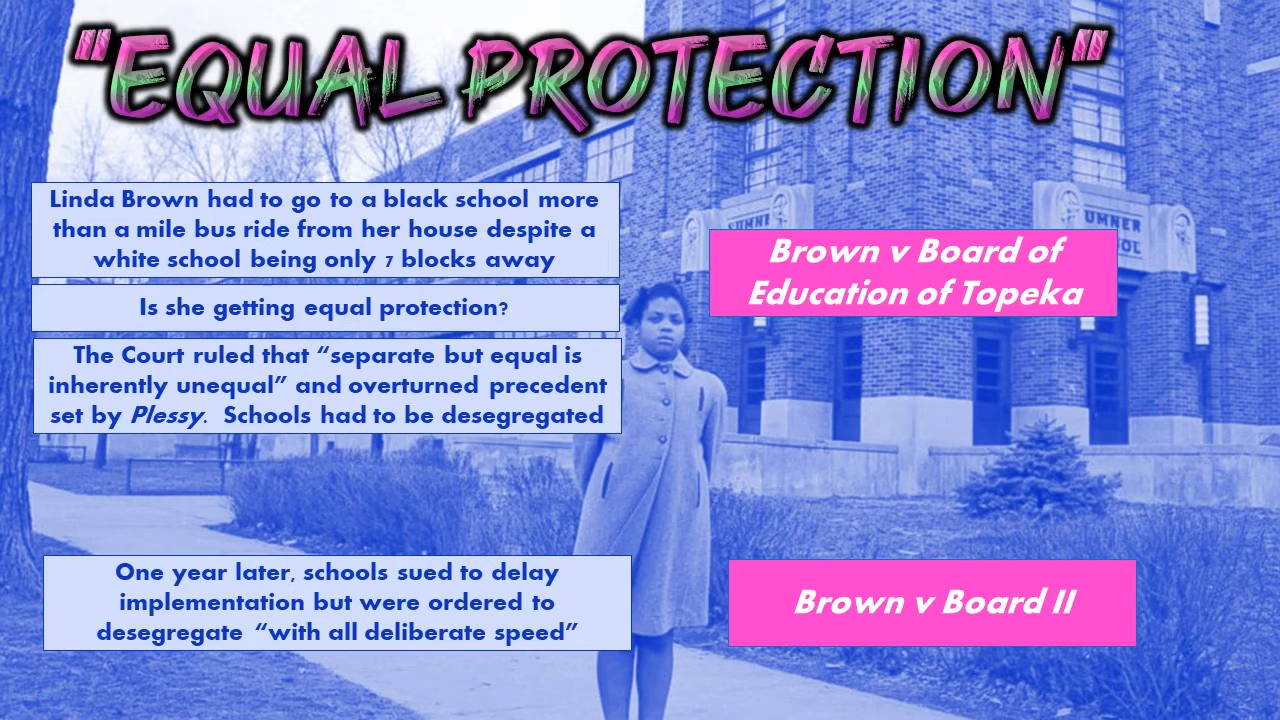 "EQUAL PROTECTION"
Linda Brown had to go to a black school more
than a mile bus ride from her house despite a
white school being only 7 blocks away
Is she getting equal protection?
The Court ruled that “separate but equal is
inherently unequal” and overturned precedent
set by Plessy. Schools had to be desegregated
One year later, schools sued to delay
implementation but were ordered to
desegregate “with all deliberate speed”
SUMNE
UMNER
OOL
Brown v Board of
Education of Topeka
Brown v Board II